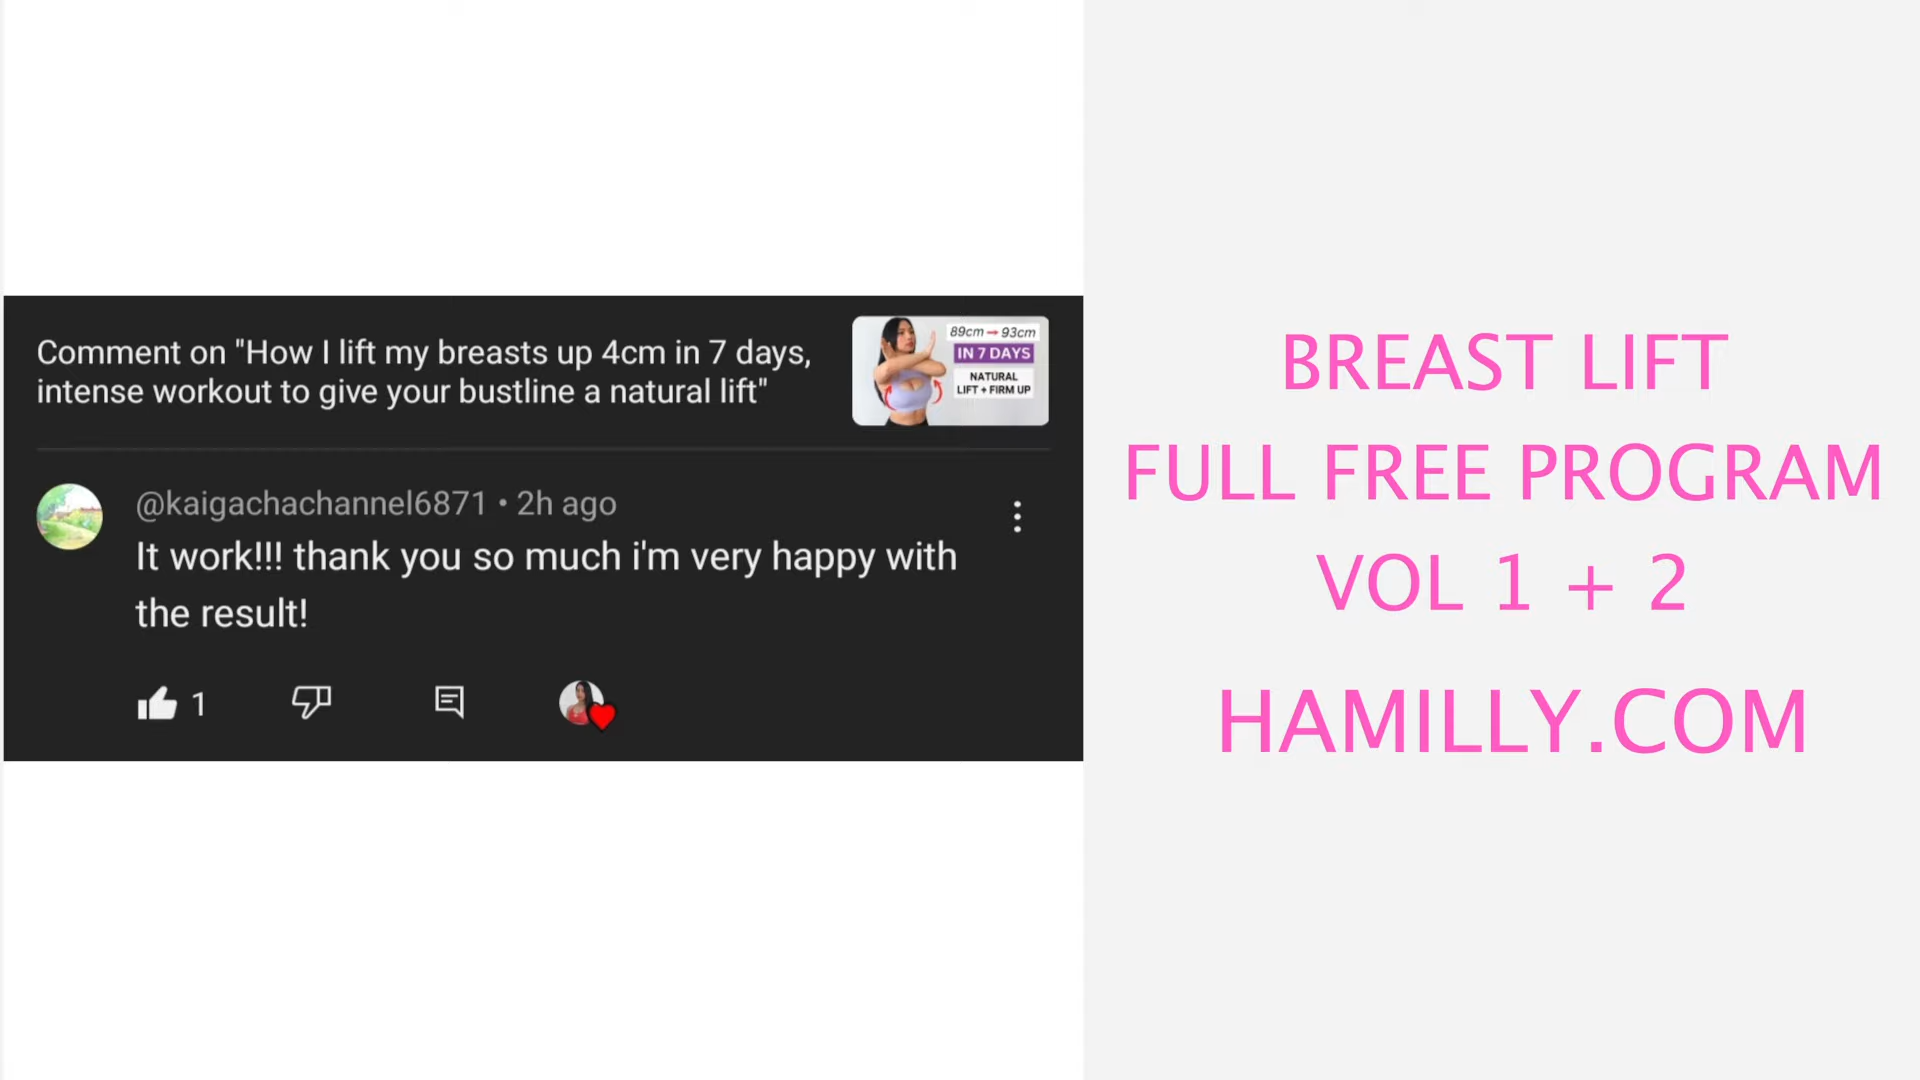 Comment on "How I lift my breasts up 4cm in 7 days,
intense workout to give your bustline a natural lift"
89cm → 93cm
IN 7 DAYS
NATURAL
LIFT + FIRM UP
@kaigachachannel6871 • 2h ago
It work!!! thank you so much i'm very happy with
the result!
1
BREAST LIFT
FULL FREE PROGRAM
VOL 1 + 2
HAMILLY.COM